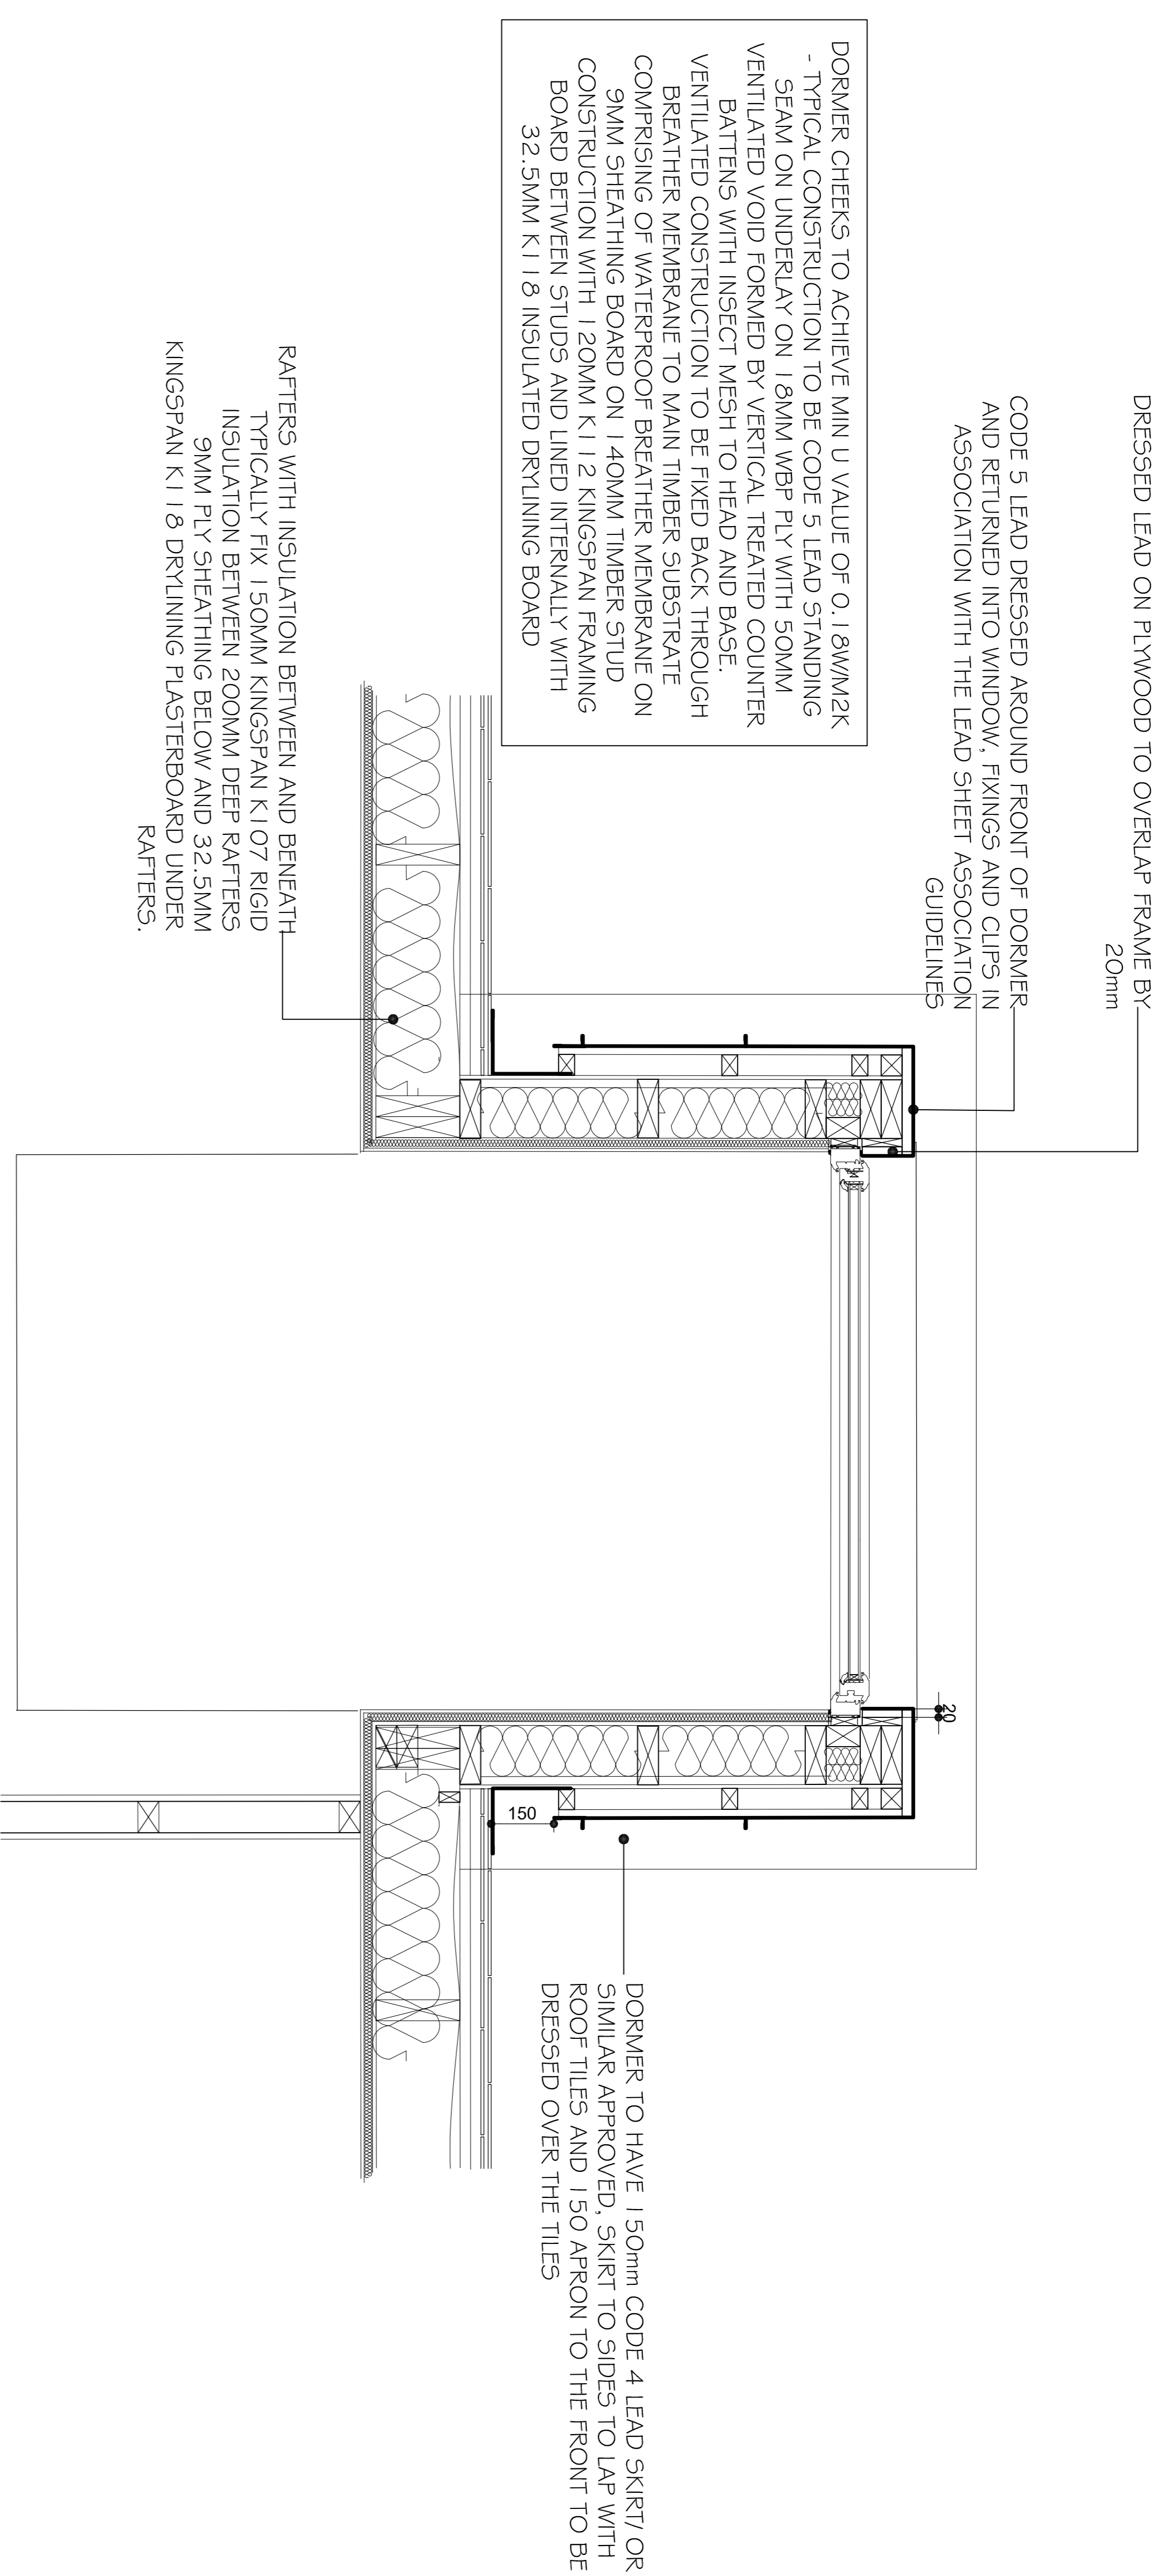 DRESSED LEAD ON PLYWOOD TO OVERLAP FRAME BY
20mm
CODE 5 LEAD DRESSED AROUND FRONT OF DORMER
AND RETURNED INTO WINDOW, FIXINGS AND CLIPS IN
ASSOCIATION WITH THE LEAD SHEET ASSOCIATION
GUIDELINES
DORMER CHEEKS TO ACHIEVE MIN U VALUE OF 0.18W/M2K
- TYPICAL CONSTRUCTION TO BE CODE 5 LEAD STANDING
SEAM ON UNDERLAY ON 18MM WBP PLY WITH 50MM
VENTILATED VOID FORMED BY VERTICAL TREATED COUNTER
BATTENS WITH INSECT MESH TO HEAD AND BASE.
VENTILATED CONSTRUCTION TO BE FIXED BACK THROUGH
BREATHER MEMBRANE TO MAIN TIMBER SUBSTRATE
COMPRISING OF WATERPROOF BREATHER MEMBRANE ON
9MM SHEATHING BOARD ON 140MM TIMBER STUD
CONSTRUCTION WITH 120MM K112 KINGSPAN FRAMING
BOARD BETWEEN STUDS AND LINED INTERNALLY WITH
32.5MM K118 INSULATED DRYLINING BOARD
RAFTERS WITH INSULATION BETWEEN AND BENEATH
TYPICALLY FIX 150MM KINGSPAN K107 RIGID
INSULATION BETWEEN 200MM DEEP RAFTERS
9MM PLY SHEATHING BELOW AND 32.5MM
KINGSPAN K118 DRYLINING PLASTERBOARD UNDER
RAFTERS.
20
150
DORMER TO HAVE 150mm CODE 4 LEAD SKIRT/ OR
SIMILAR APPROVED, SKIRT TO SIDES TO LAP WITH
ROOF TILES AND 150 APRON TO THE FRONT TO BE
DRESSED OVER THE TILES